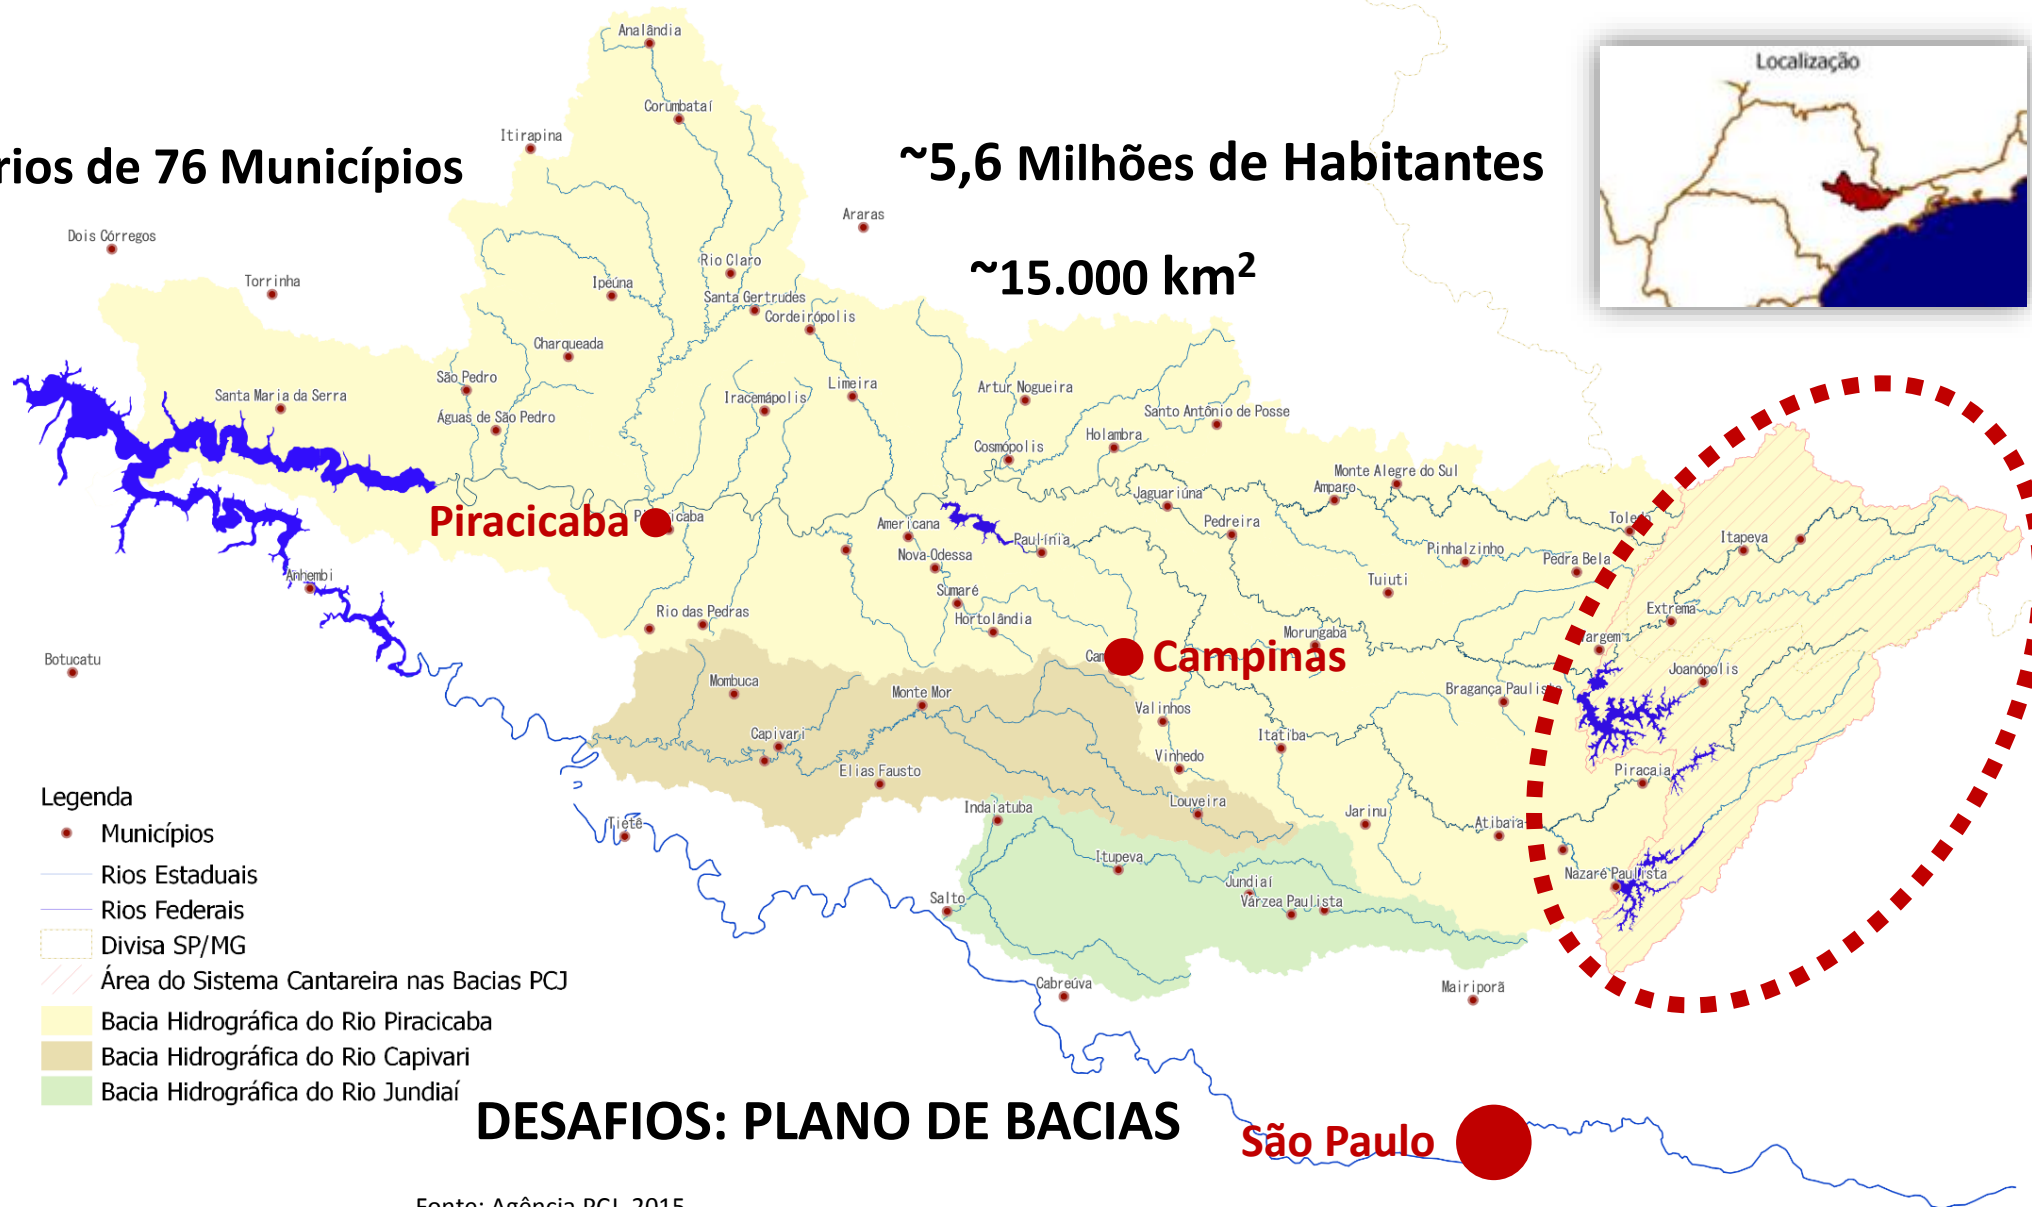 Localização
Analândia
Corumbataí
Itirapina
de 76 Municípios
~5,6 Milhões de Habitantes
Araras
Dois Córregos
~15.000 km²
Rio Claro
Torrinha
Ipeúna
Santa Gertrudes
Cordeirópolis
Charqueada
São Pedro
Limeira
Artur Nogueira
Santa Maria da Serra
Iracemápolis
Águas de São Pedro
Santo Antônio de Posse
Holambra
Cosmópolis
Monte Alegre do Sul
Amparo
Jaguariúna
Piracicaba
Americana
Pedreira
Toledo
Itapeva
Paulínia
Nova Odessa
Pinhalzinho
Pedra Bela
Anhembi
Tuiuti
Sumaré
Rio das Pedras
Hortolândia
Extrema
Morungaba
Campinas
Botucatu
Joanópolis
Mombuca
Monte Mor
Bragança Paulista
Valinhos
Capivari
Itatiba
Vinhedo
Elias Fausto
Piracaia
Legenda
Indaiatuba
Louveira
Jarinu
Atibaia
Tietê
Municípios
Itupeva
Nazaré Paulista
Rios Estaduais
Jundiaí
Salto
Várzea Paulista
Rios Federais
Divisa SP/MG
Área do Sistema Cantareira nas Bacias PCJ
Cabreúva
Mairiporã
Bacia Hidrográfica do Rio Piracicaba
Bacia Hidrográfica do Rio Capivari
Bacia Hidrográfica do Rio Jundiaí
DESAFIOS: PLANO DE BACIAS
São Paulo
Fonte: Agência PCJ, 2015